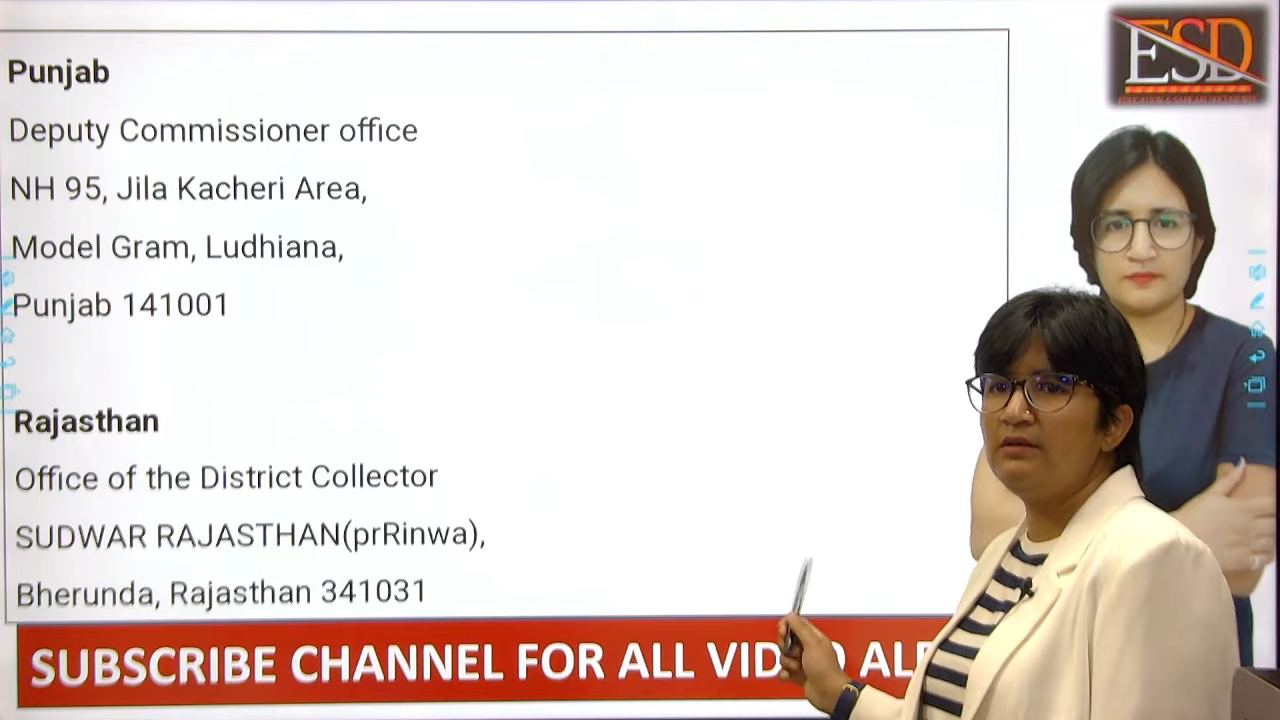 Punjab
Deputy Commissioner office
NH 95, Jila Kacheri Area,
Model Gram, Ludhiana,
Punjab 141001
Rajasthan
Office of the District Collector
SUDWAR RAJASTHAN(prRinwa),
Bherunda, Rajasthan 341031
SUBSCRIBE CHANNEL FOR ALL
ESD